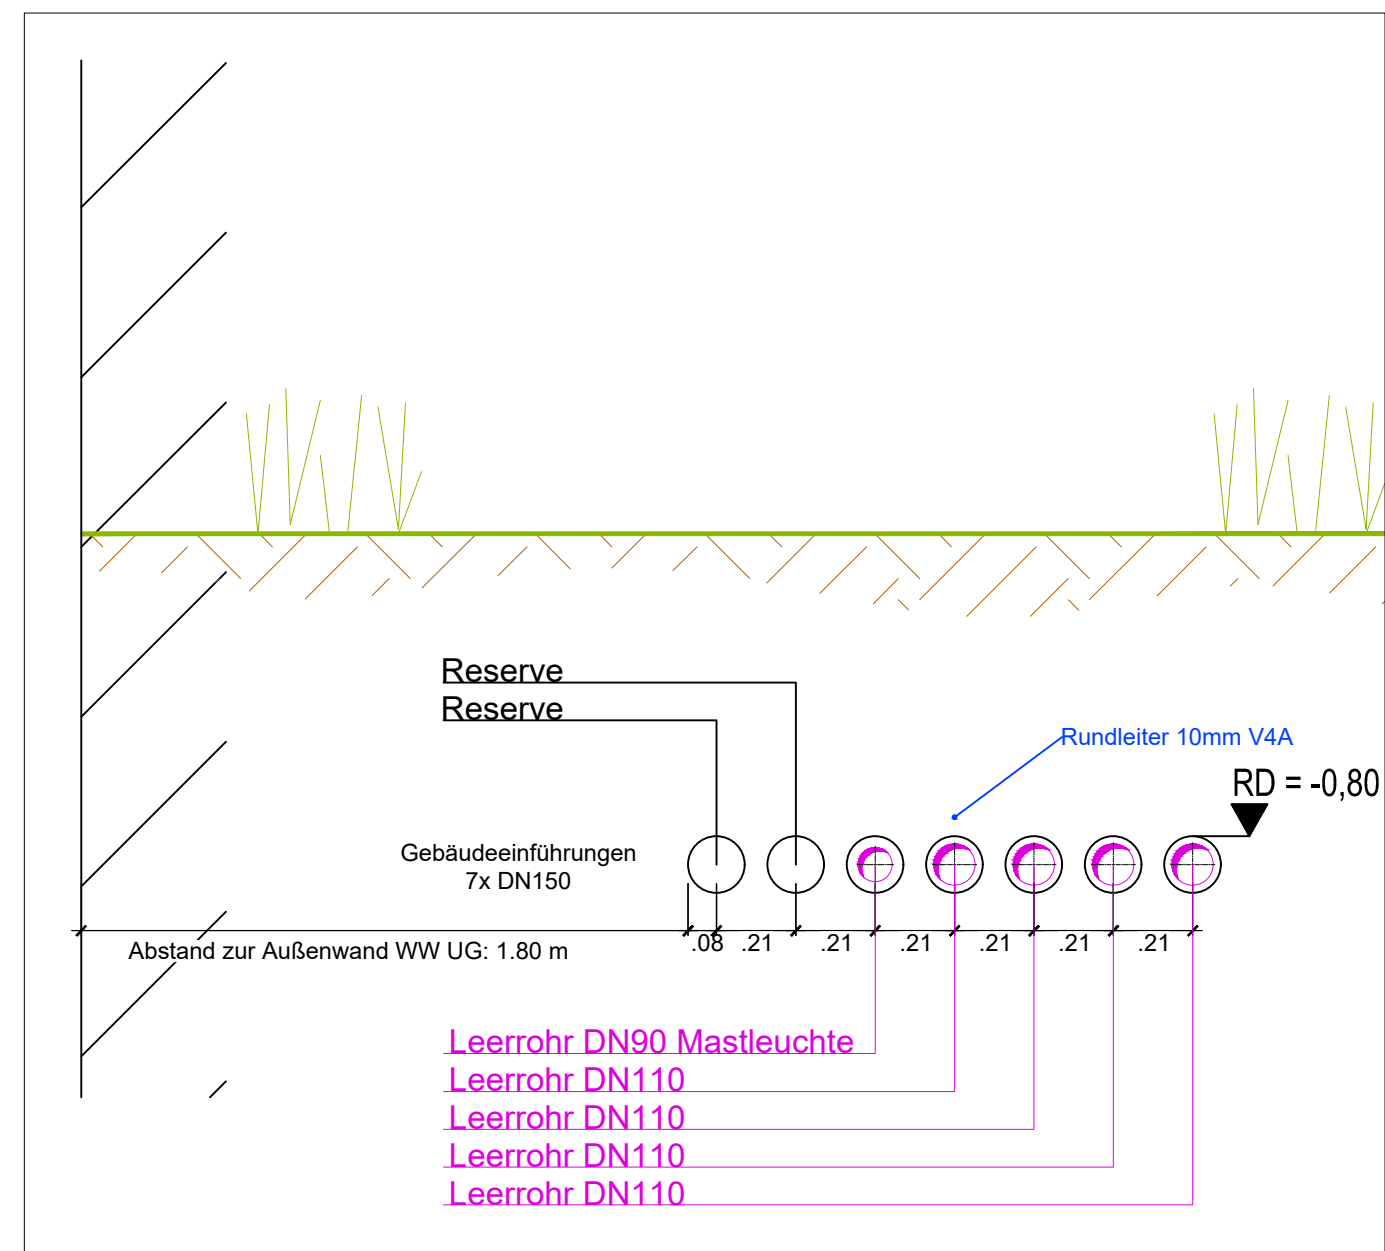 Reserve
Reserve
Rundleiter 10mm V4A
RD = -0,80
Gebäudeeinführungen
7x DN150
.08 .21 .21 .21 .21 .21 .21
Abstand zur Außenwand WW UG: 1.80 m
Leerrohr DN90 Mastleuchte
Leerrohr DN110
Leerrohr DN110
Leerrohr DN110
Leerrohr DN110